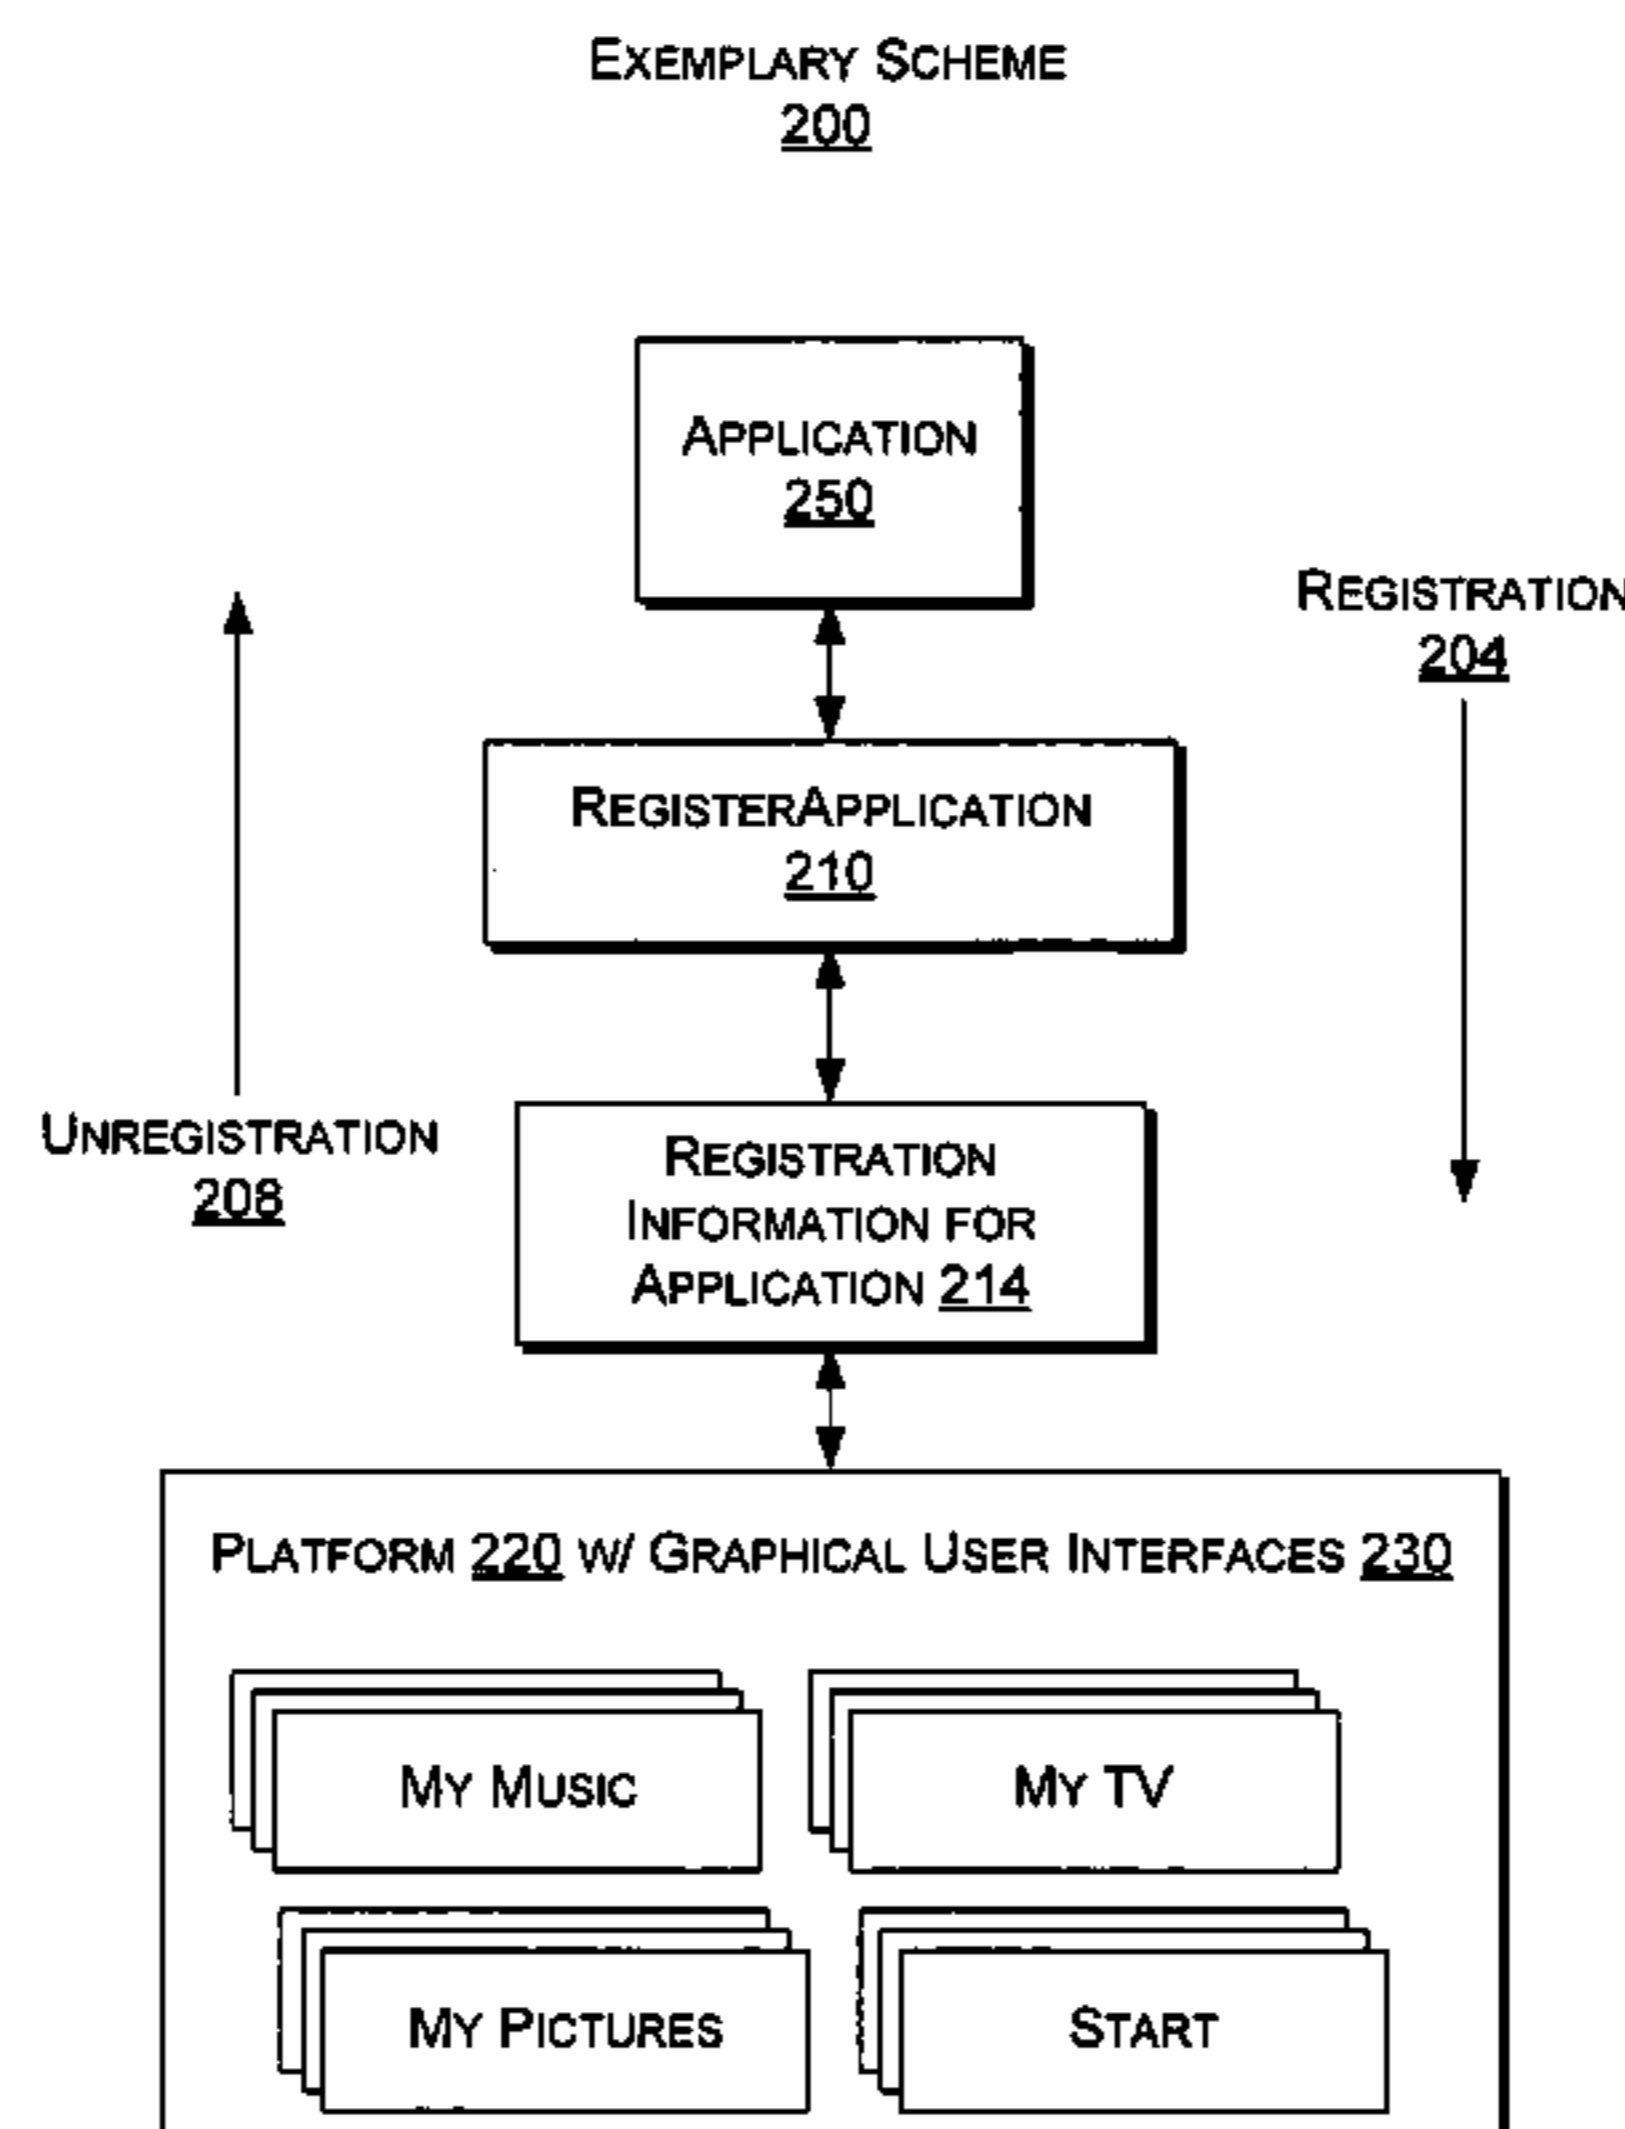 EXEMPLARY SCHEME
200
APPLICATION
250
REGISTRATION
204
REGISTERAPPLICATION
210
UNREGISTRATION
208
REGISTRATION
INFORMATION FOR
APPLICATION 214
PLATFORM 220 W/ GRAPHICAL USER INTERFACES 230
MY MUSIC
MY TV
MY PICTURES
START